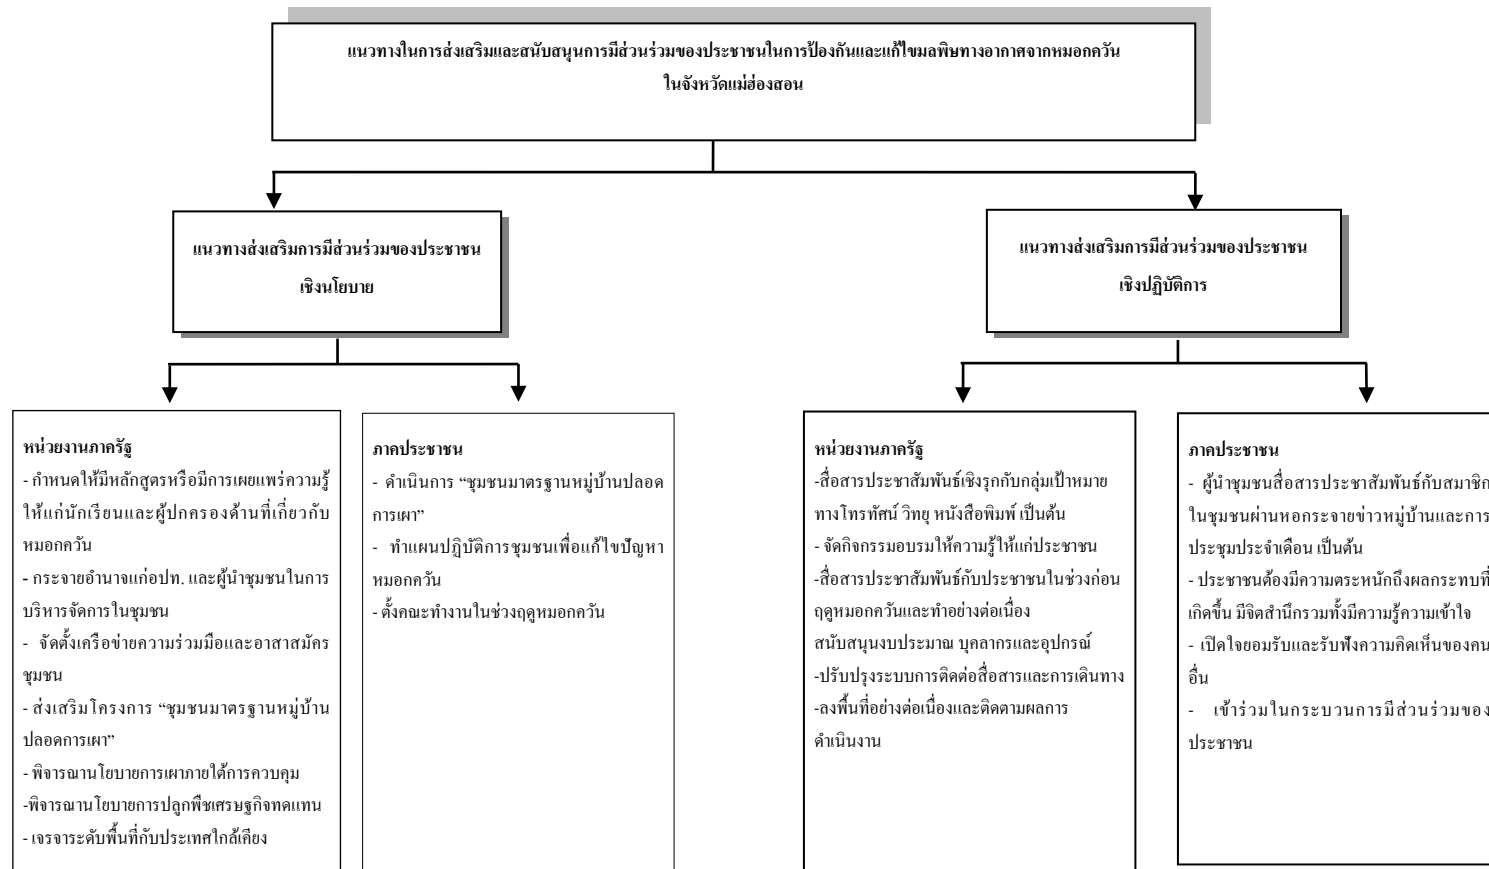 แนวทางในการส่งเสริมและสนับสนุนการมีส่วนร่วมของประชาชนในการป้องกันและแก้ไขมลพิษทางอากาศจากหมอกควัน
ในจังหวัดแม่ฮ่องสอน
แนวทางส่งเสริมการมีส่วนร่วมของประชาชน
เชิงนโยบาย
แนวทางส่งเสริมการมีส่วนร่วมของประชาชน
เชิงปฏิบัติการ
หน่วยงานภาครัฐ
- กำหนดให้มีหลักสูตรหรือมีการเผยแพร่ความรู้
ให้แก่นักเรียนและผู้ปกครองด้านที่เกี่ยวกับ
หมอกควัน
- กระจายอำนาจแก่อปท. และผู้นำชุมชนในการ
บริหารจัดการในชุมชน
- จัดตั้งเครือข่ายความร่วมมือและอาสาสมัคร
ชุมชน
- ส่งเสริมโครงการ “ชุมชนมาตรฐานหมู่บ้าน
ปลอดการเผา”
- พิจารณานโยบายการเผาภายใต้การควบคุม
-พิจารณานโยบายการปลูกพืชเศรษฐกิจทดแทน
- เจรจาระดับพื้นที่กับประเทศใกล้เคียง
ภาคประชาชน
- ดำเนินการ “ชุมชนมาตรฐานหมู่บ้านปลอด
การเผา”
- ทำแผนปฏิบัติการชุมชนเพื่อแก้ไขปัญหา
หมอกควัน
- ตั้งคณะทำงานในช่วงฤดูหมอกควัน
หน่วยงานภาครัฐ
-สื่อสารประชาสัมพันธ์เชิงรุกกับกลุ่มเป้าหมาย
ทางโทรทัศน์ วิทยุ หนังสือพิมพ์ เป็นต้น
- จัดกิจกรรมอบรมให้ความรู้ให้แก่ประชาชน
-สื่อสารประชาสัมพันธ์กับประชาชนในช่วงก่อน
ฤดูหมอกควันและทำอย่างต่อเนื่อง
สนับสนุนงบประมาณ บุคลากรและอุปกรณ์
-ปรับปรุงระบบการติดต่อสื่อสารและการเดินทาง
-ลงพื้นที่อย่างต่อเนื่องและติดตามผลการ
ดำเนินงาน
ภาคประชาชน
- ผู้นำชุมชนสื่อสารประชาสัมพันธ์กับสมาชิก
ในชุมชนผ่านหอกระจายข่าวหมู่บ้านและการ
ประชุมประจำเดือน เป็นต้น
- ประชาชนต้องมีความตระหนักถึงผลกระทบที่
เกิดขึ้น มีจิตสำนึกรวมทั้งมีความรู้ความเข้าใจ
- เปิดใจยอมรับและรับฟังความคิดเห็นของคน
อื่น
- เข้าร่วมในกระบวนการมีส่วนร่วมของ
ประชาชน